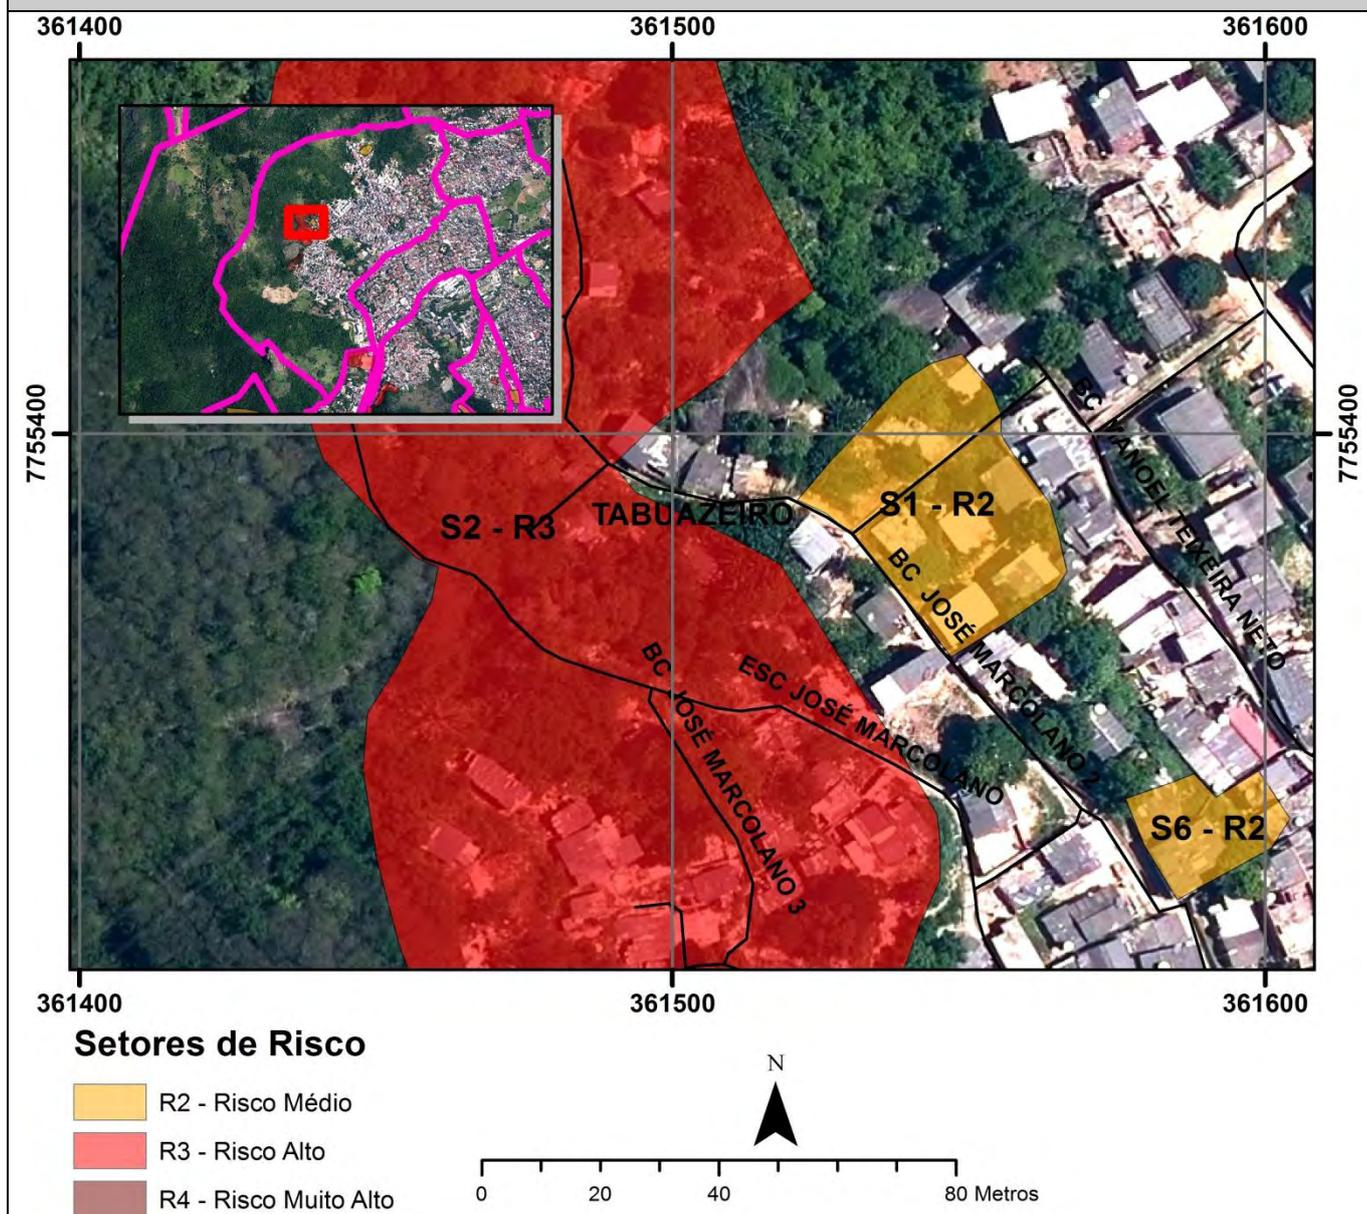 361400 361500 361600
7755400
7755400
S1 - R2
TABUAZEIRO
S2 - R3
BC MANOEL TEIXEIRA NETO
BC JOSÉ MARCOLANO 2
ESC JOSÉ MARCOLANO
BC JOSÉ MARCOLANO 3
S6 - R2
361400 361500 361600
Setores de Risco
N
R2 - Risco Médio
R3 - Risco Alto
R4 - Risco Muito Alto
0 20 40 80 Metros